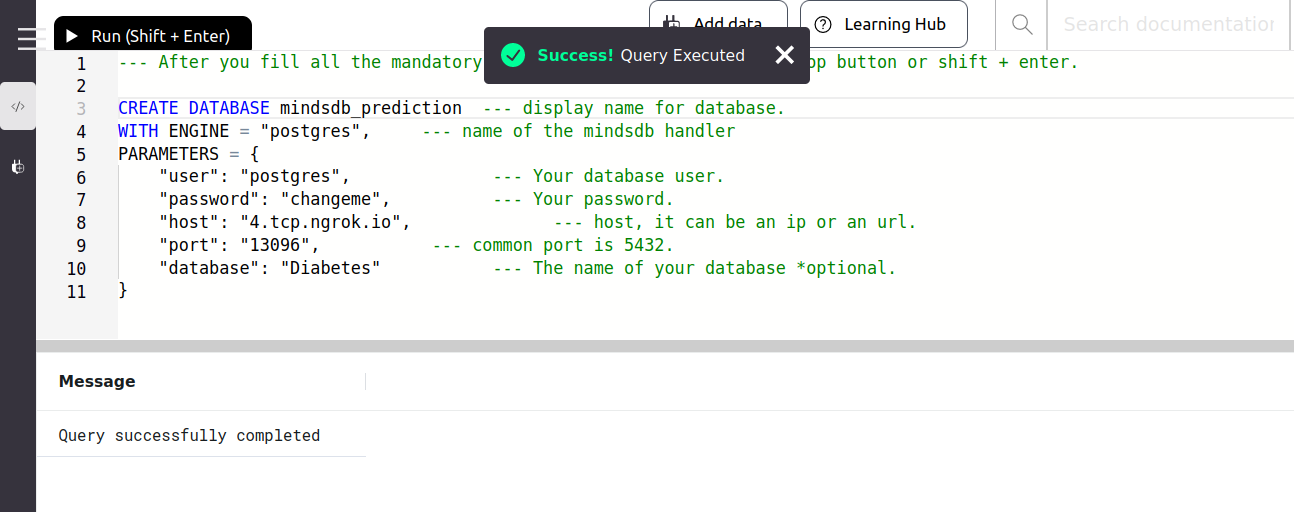 Run (Shift + Enter)
Add data
Learning Hub
Search documentation
Success! Query Executed
1 --- After you fill all the mandatory button or shift + enter.
2
3 CREATE DATABASE mindsdb_prediction --- display name for database.
4 WITH ENGINE = "postgres", --- name of the mindsdb handler
5 PARAMETERS = {
6 "user": "postgres", --- Your database user.
7 "password": "changeme", --- Your password.
8 "host": "4.tcp.ngrok.io", --- host, it can be an ip or an url.
9 "port": "13096", --- common port is 5432.
10 "database": "Diabetes" --- The name of your database *optional.
11 }
Message
Query successfully completed